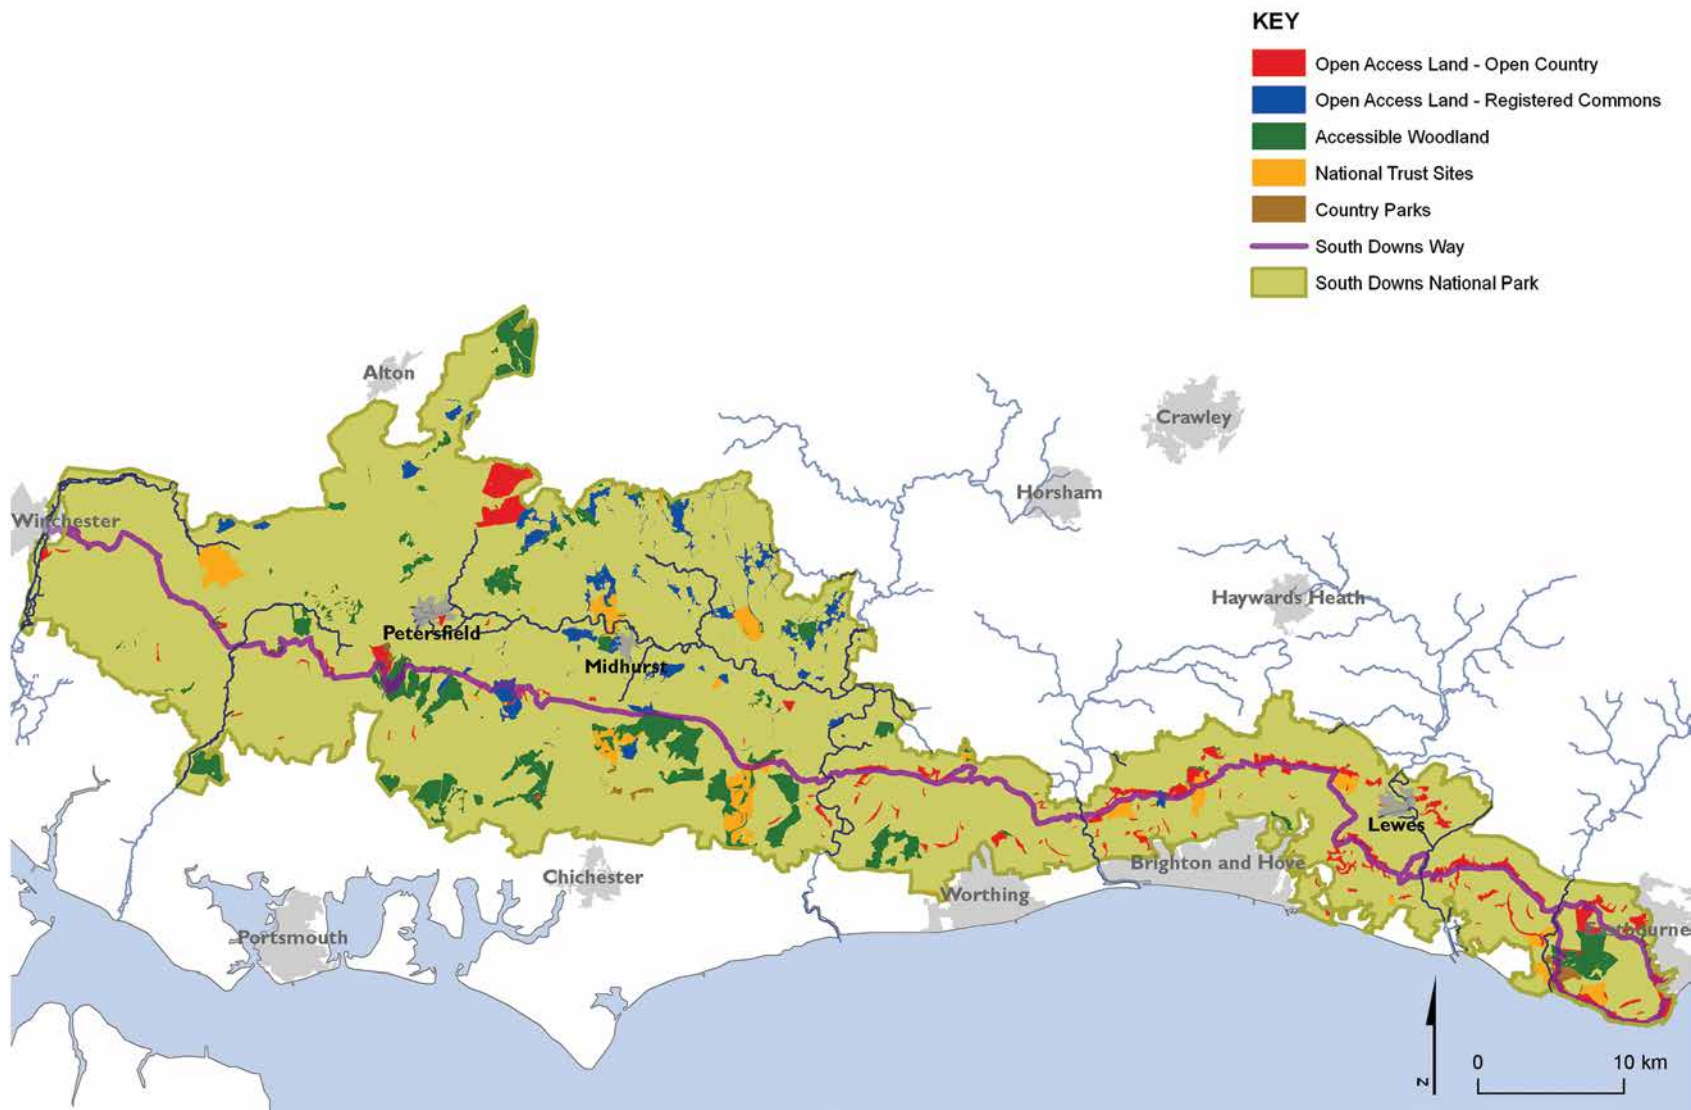 KEY
Open Access Land - Open Country
Open Access Land - Registered Commons
Accessible Woodland
National Trust Sites
Country Parks
South Downs Way
South Downs National Park
Alton
Crawley
Horsham
Winchester
Haywards Heath
Petersfield
Midhurst
Lewes
Brighton and Hove
Chichester
Worthing
Portsmouth
Eastbourne
0 10 km
N